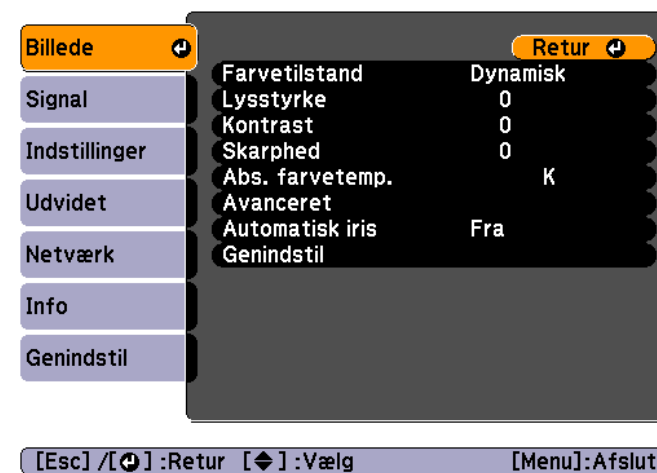 Billede
Signal
Indstillinger
Udvidet
Netværk
Info
Genindstil
Retur
Farvetilstand Dynamisk
Lysstyrke 0
Kontrast 0
Skarphed 0
Abs. farvetemp. K
Avanceret
Automatisk iris Fra
Genindstil
[Esc] /[ ] :Retur [ ] :Vælg [Menu]:Afslut